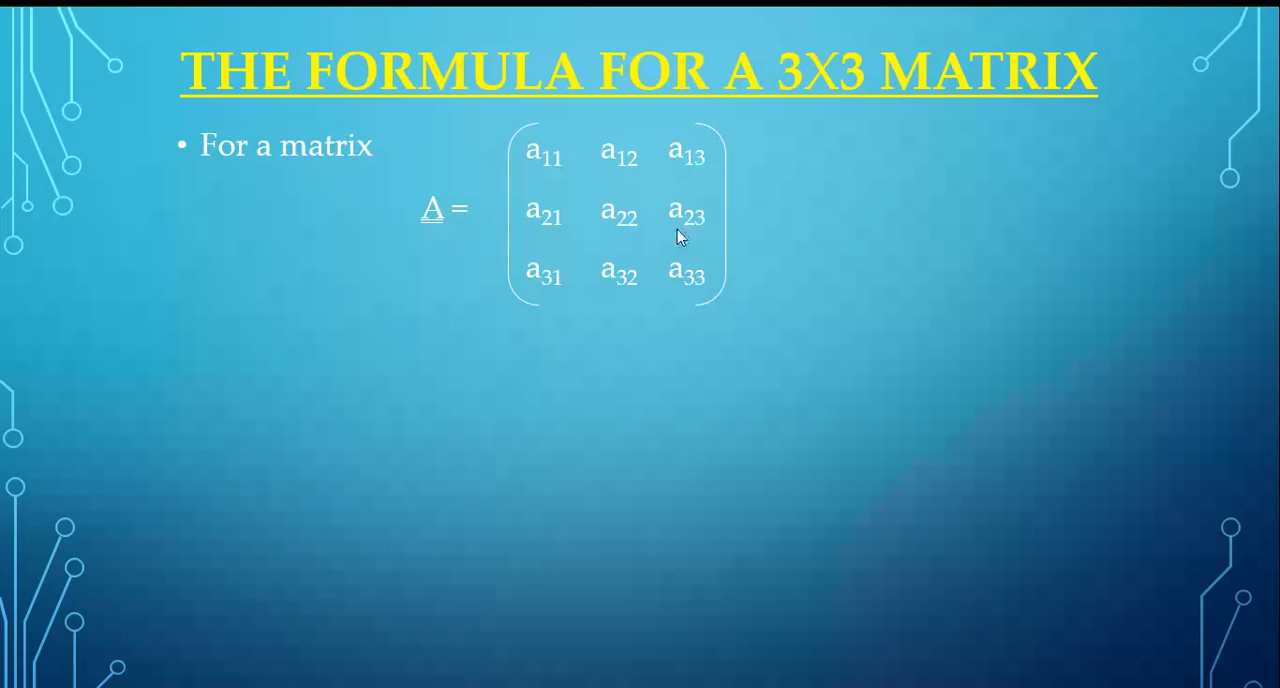 THE FORMULA FOR A 3X3 MATRIX
• For a matrix
a₁₁ a₁₂ a₁₃
A = a₂₁ a₂₂ a₂₃
a₃₁ a₃₂ a₃₃